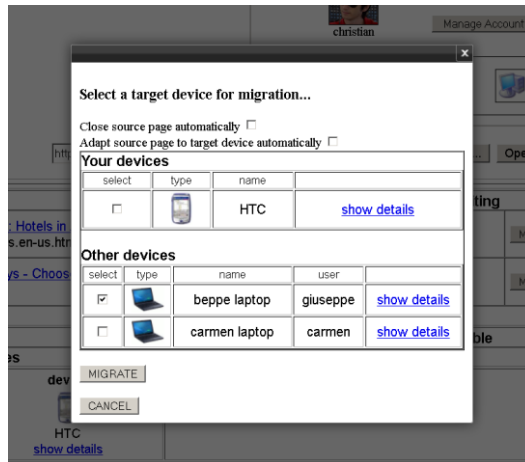 christian
Manage Account
x
Select a target device for migration...
Close source page automatically
Adapt source page to target device automatically
http
...
Ope
Your devices
select type name
HTC show details
ting
: Hotels in
s.en-us.htm
M
ys - Choos
M
Other devices
select type name user
beppe laptop giuseppe show details
carmen laptop carmen show details
ble
es
MIGRATE
dev
CANCEL
HTC
show details